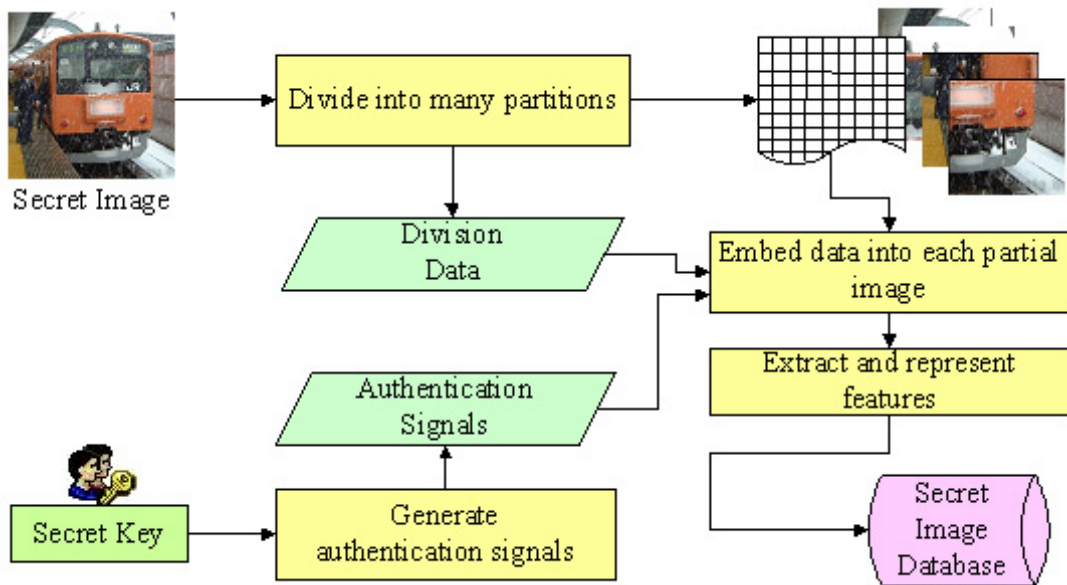 Secret Image
Divide into many partitions
Division
Data
Embed data into each partial
image
Authentication
Signals
Extract and represent
features
Secret Key
Generate
authentication signals
Secret
Image
Database
JR